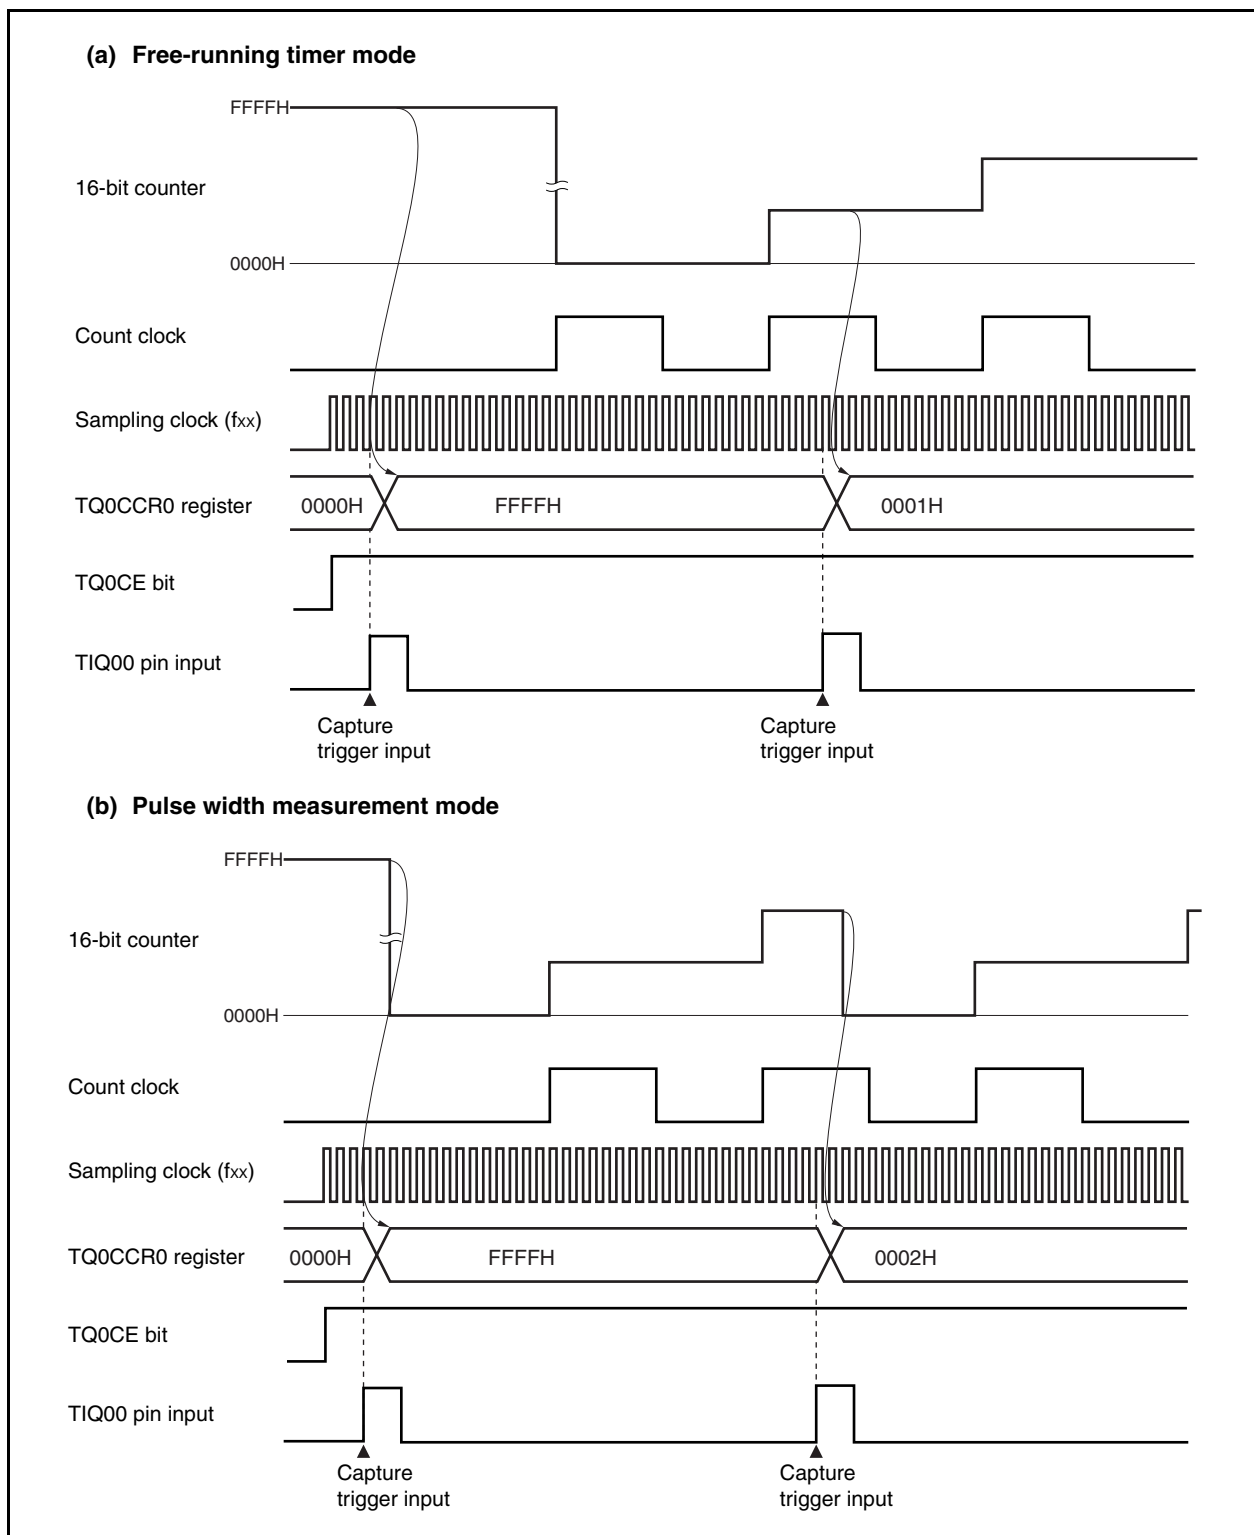 (a) Free-running timer mode
FFFFH
16-bit counter
0000H
Count clock
Sampling clock (fxx)
TQ0CCR0 register
0000H
FFFFH
0001H
TQ0CE bit
TIQ00 pin input
Capture
trigger input
Capture
trigger input
(b) Pulse width measurement mode
FFFFH
16-bit counter
0000H
Count clock
Sampling clock (fxx)
TQ0CCR0 register
0000H
FFFFH
0002H
TQ0CE bit
TIQ00 pin input
Capture
trigger input
Capture
trigger input